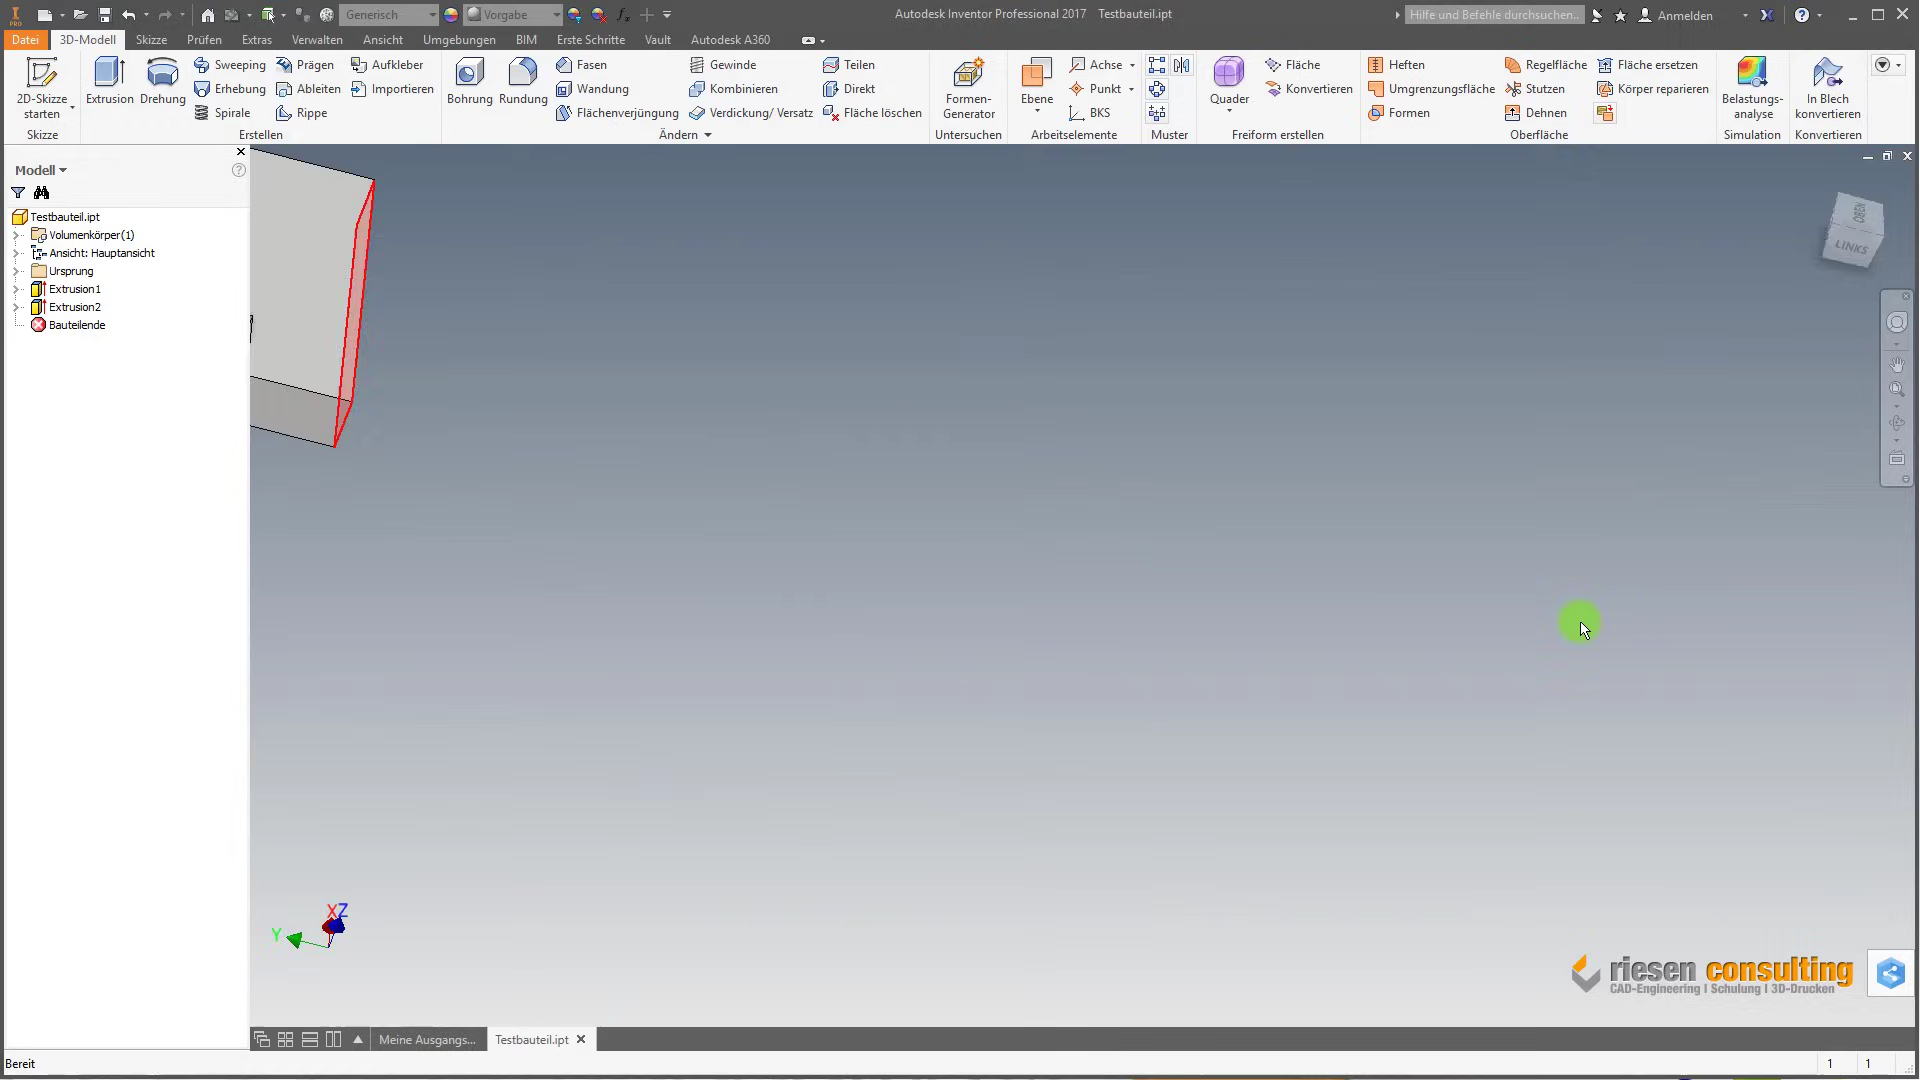 Generisch
Vorgabe
Autodesk Inventor Professional 2017 Testbauteil.ipt
Hilfe und Befehle durchsuchen...
Anmelden
Datei 3D-Modell Skizze Prüfen Extras Verwalten Ansicht Umgebungen BIM Erste Schritte Vault Autodesk A360
2D-Skizze starten
Extrusion
Drehung
Sweeping
Erhebung
Spirale
Prägen
Ableiten
Rippe
Aufkleber
Importieren
Bohrung
Rundung
Fasen
Wandung
Flächenverjüngung
Gewinde
Kombinieren
Verdickung/ Versatz
Teilen
Direkt
Fläche löschen
Formen-
Generator
Ebene
Achse
Punkt
BKS
Quader
Fläche
Konvertieren
Heften
Umgrenzungsfläche
Formen
Regelfläche
Stutzen
Dehnen
Fläche ersetzen
Körper reparieren
Belastungs-
analyse
In Blech
konvertieren
Skizze
Erstellen
Ändern
Untersuchen
Arbeitselemente
Muster
Freiform erstellen
Oberfläche
Simulation
Konvertieren
Modell
Testbauteil.ipt
Volumenkörper(1)
Ansicht: Hauptansicht
Ursprung
Extrusion1
Extrusion2
Bauteilende
OBEN
LINKS
X Z
Y
riesen consulting
CAD-Engineering I Schulung I 3D-Drucken
Meine Ausgangs...
Testbauteil.ipt
Bereit
1 1